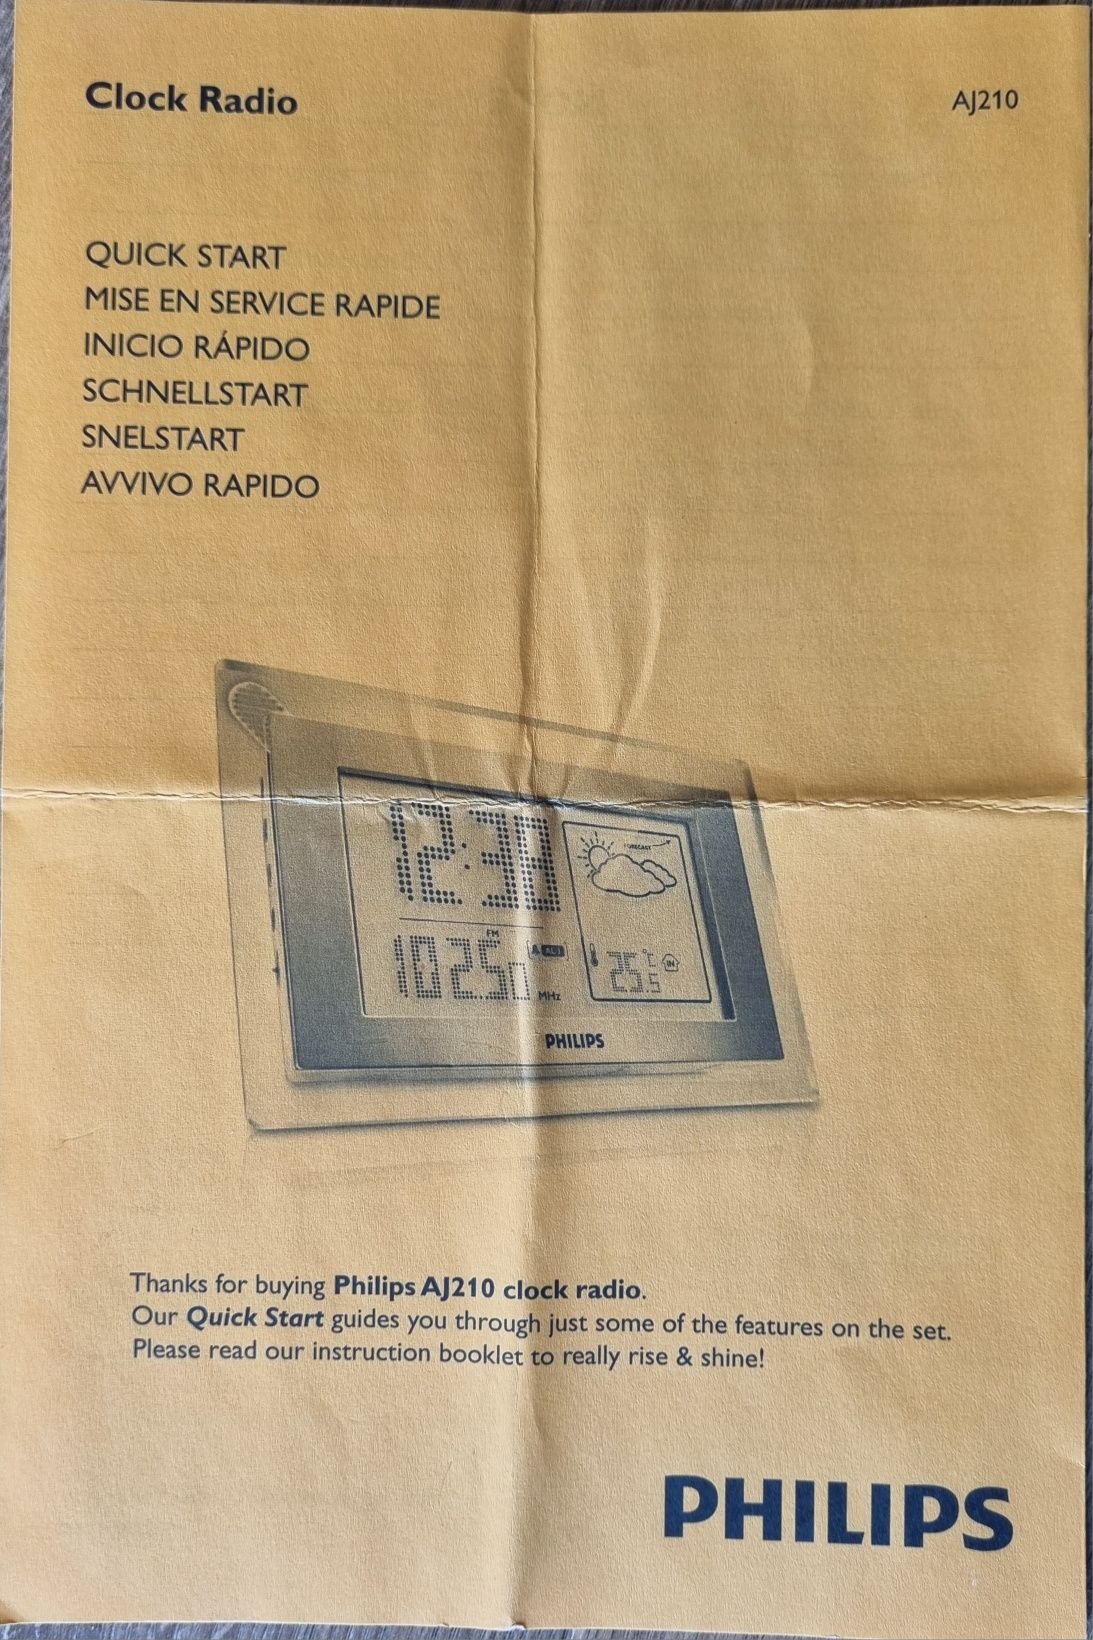 Clock Radio
AJ210
QUICK START
MISE EN SERVICE RAPIDE
INICIO RÁPIDO
SCHNELLSTART
SNELSTART
AVVIVO RAPIDO
12:38
FORECAST
FM
102.50
MHz
25.5 °C IN
PHILIPS
Thanks for buying Philips AJ210 clock radio.
Our Quick Start guides you through just some of the features on the set.
Please read our instruction booklet to really rise & shine!
PHILIPS